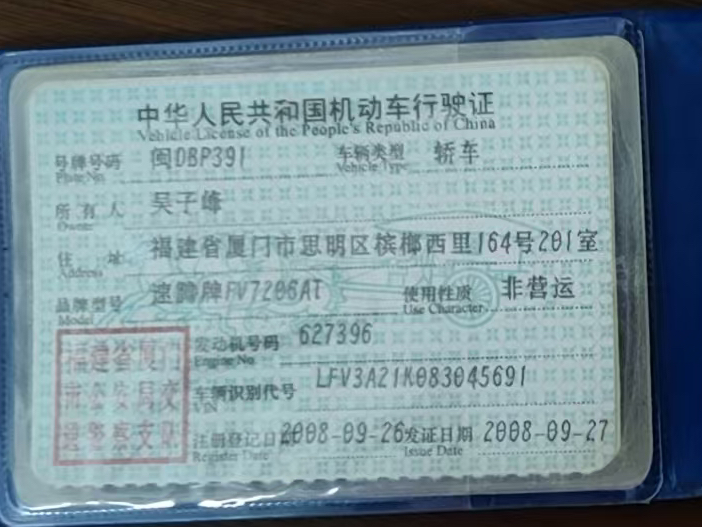 中华人民共和国机动车行驶证
Vehicle License of the People's Republic of China
号牌号码 闽DBP391 车辆类型 轿车
Plate No. Vehicle Type
所有人 吴子峰
Owner
住址 福建省厦门市思明区槟榔西里164号201室
Address
品牌型号 速腾牌FV7206AT 使用性质 非营运
Model Use Character
发动机号码 627396
Engine No.
车辆识别代号 LFV3A21K083045691
VIN
注册登记日 2008-09-26 发证日期 2008-09-27
Register Date Issue Date
福建省厦门
市公安局交
通警察支队